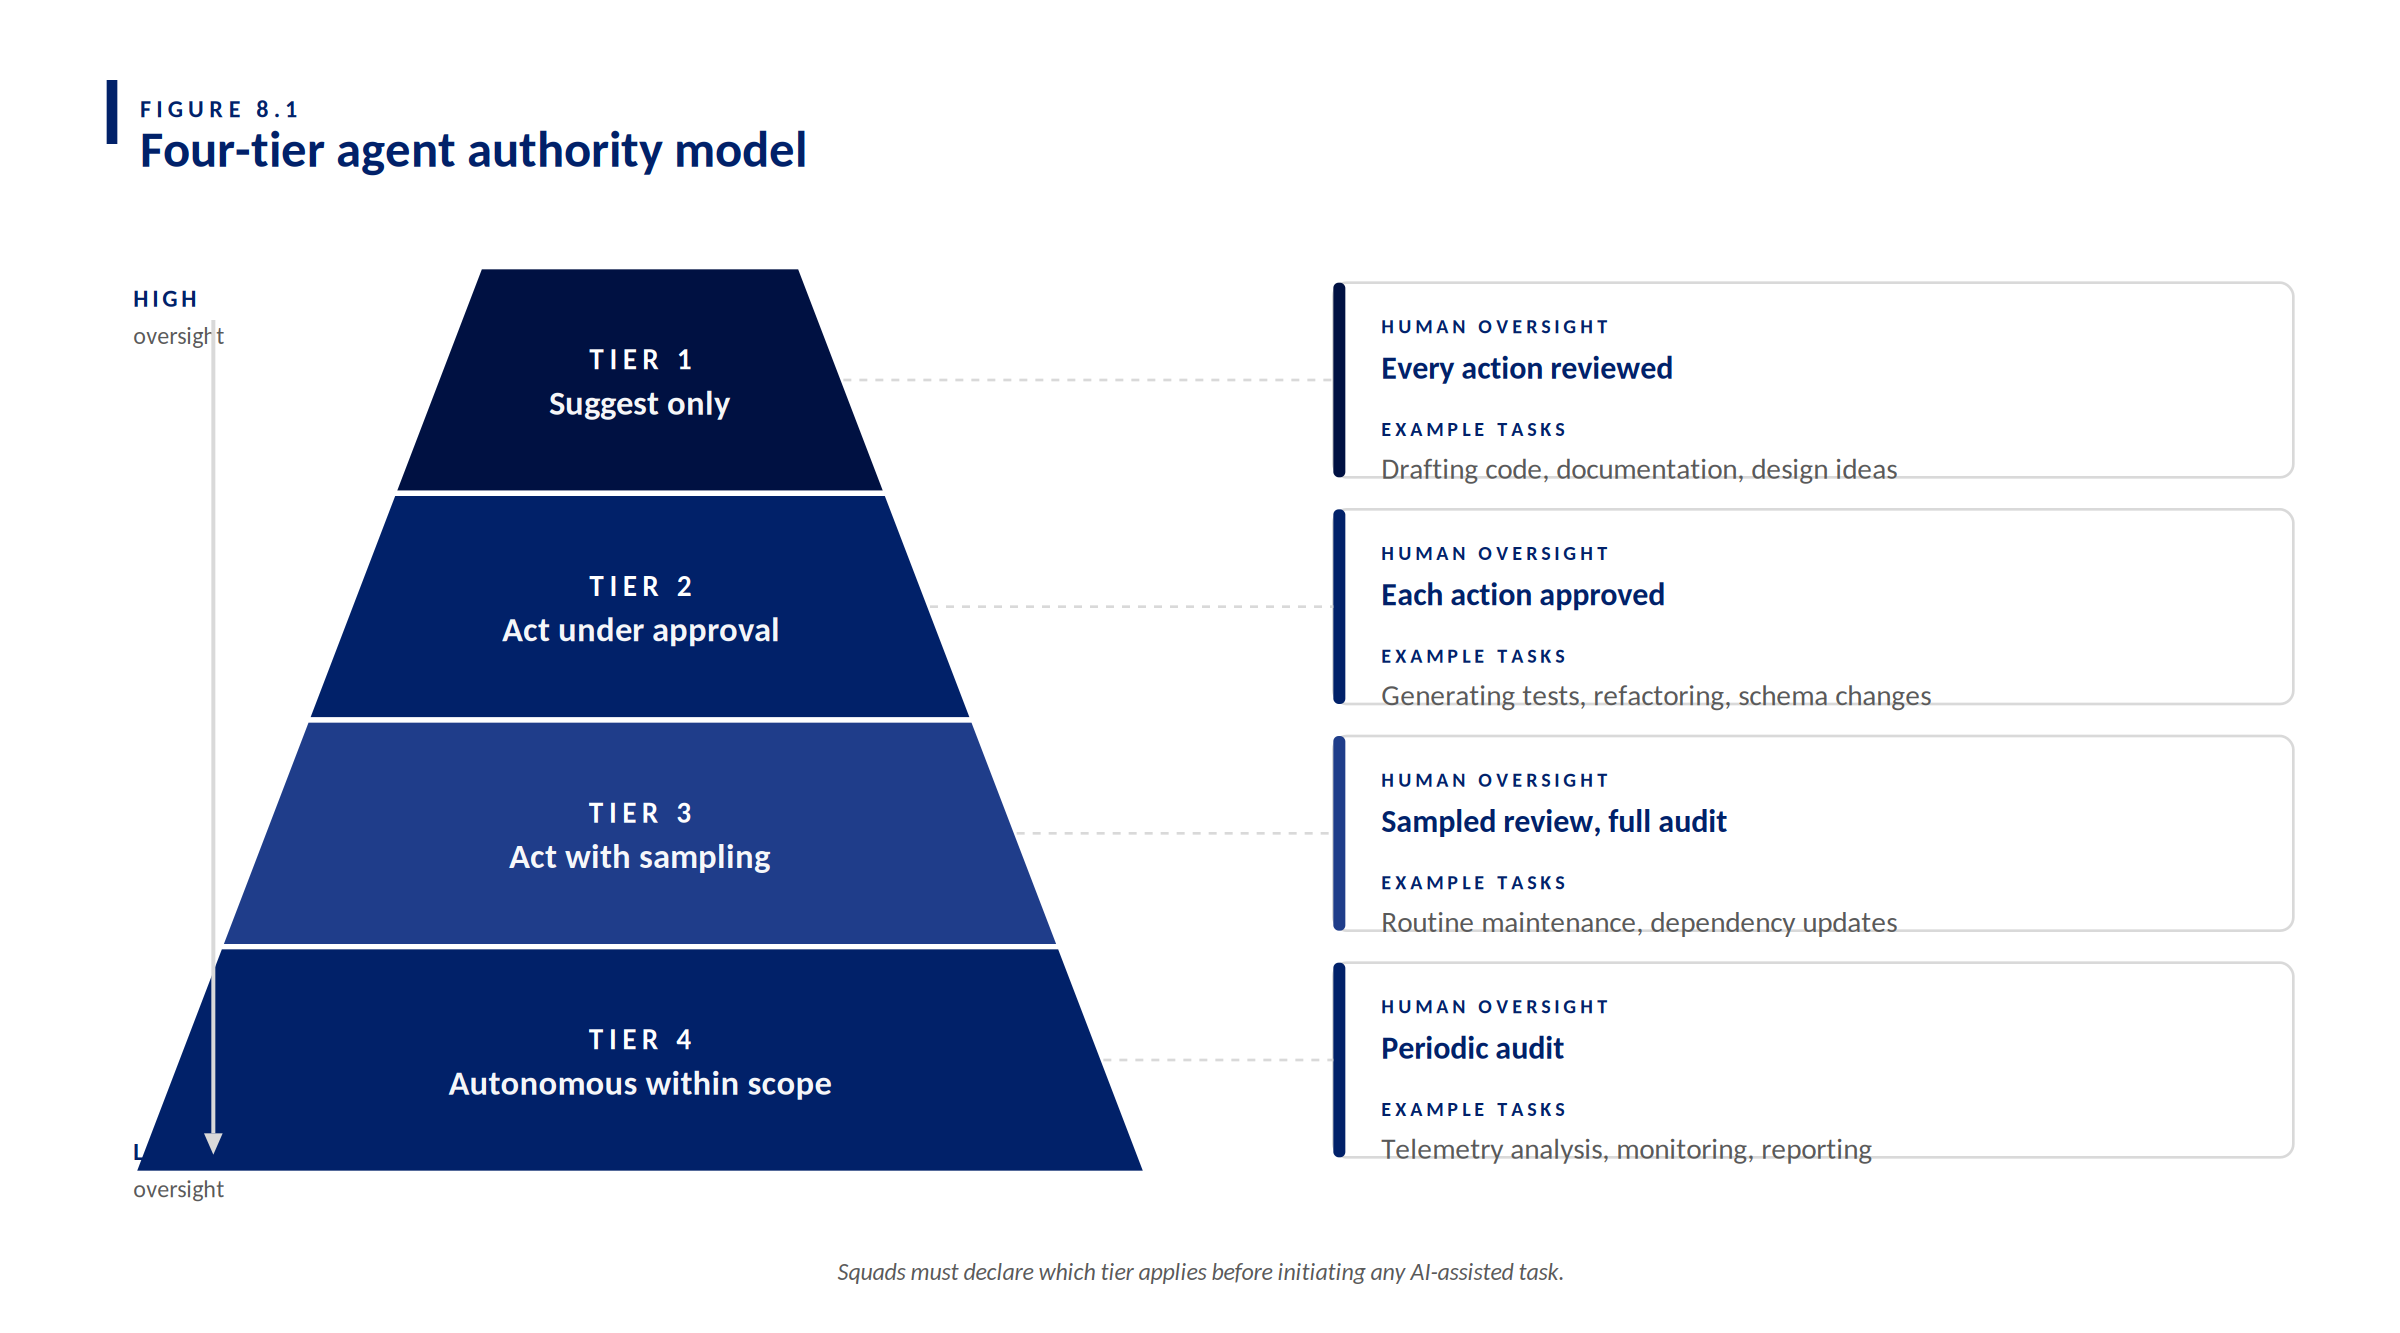 FIGURE 8.1
Four-tier agent authority model
HIGH
oversight
TIER 1
Suggest only
HUMAN OVERSIGHT
Every action reviewed
EXAMPLE TASKS
Drafting code, documentation, design ideas
TIER 2
Act under approval
HUMAN OVERSIGHT
Each action approved
EXAMPLE TASKS
Generating tests, refactoring, schema changes
TIER 3
Act with sampling
HUMAN OVERSIGHT
Sampled review, full audit
EXAMPLE TASKS
Routine maintenance, dependency updates
TIER 4
Autonomous within scope
HUMAN OVERSIGHT
Periodic audit
EXAMPLE TASKS
Telemetry analysis, monitoring, reporting
oversight
Squads must declare which tier applies before initiating any AI-assisted task.